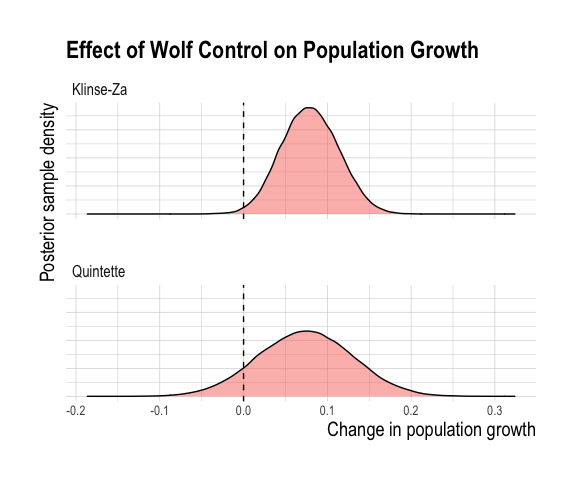 Effect of Wolf Control on Population Growth
Klinse-Za
Posterior sample density
Quintette
-0.2 -0.1 0.0 0.1 0.2 0.3
Change in population growth